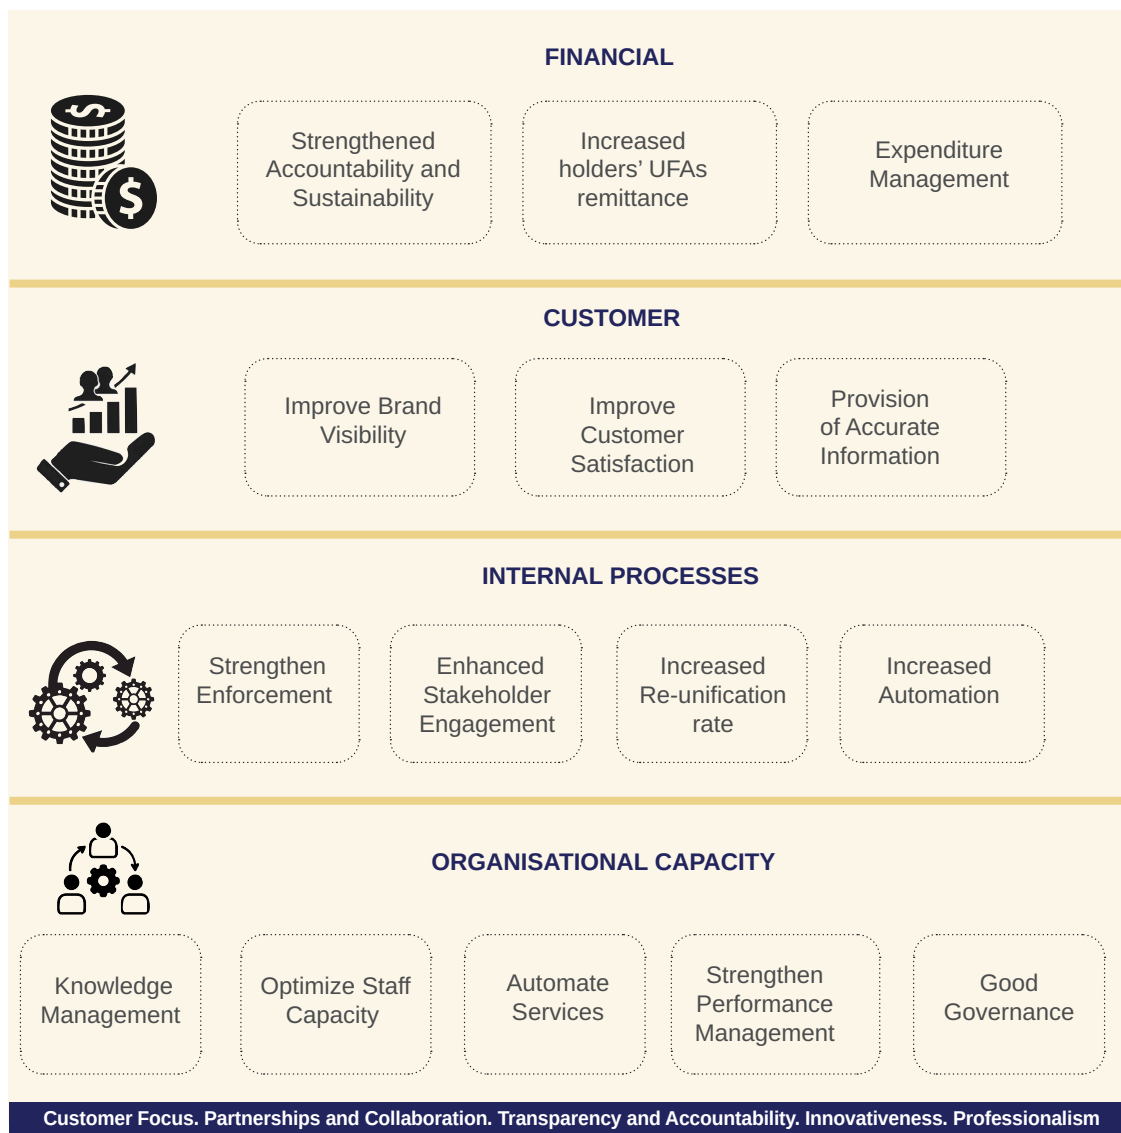 FINANCIAL
Strengthened
Accountability and
Sustainability
Increased
holders’ UFAs
remittance
Expenditure
Management
CUSTOMER
Improve Brand
Visibility
Improve
Customer
Satisfaction
Provision
of Accurate
Information
INTERNAL PROCESSES
Strengthen
Enforcement
Enhanced
Stakeholder
Engagement
Increased
Re-unification
rate
Increased
Automation
ORGANISATIONAL CAPACITY
Knowledge
Management
Optimize Staff
Capacity
Automate
Services
Strengthen
Performance
Management
Good
Governance
Customer Focus. Partnerships and Collaboration. Transparency and Accountability. Innovativeness. Professionalism